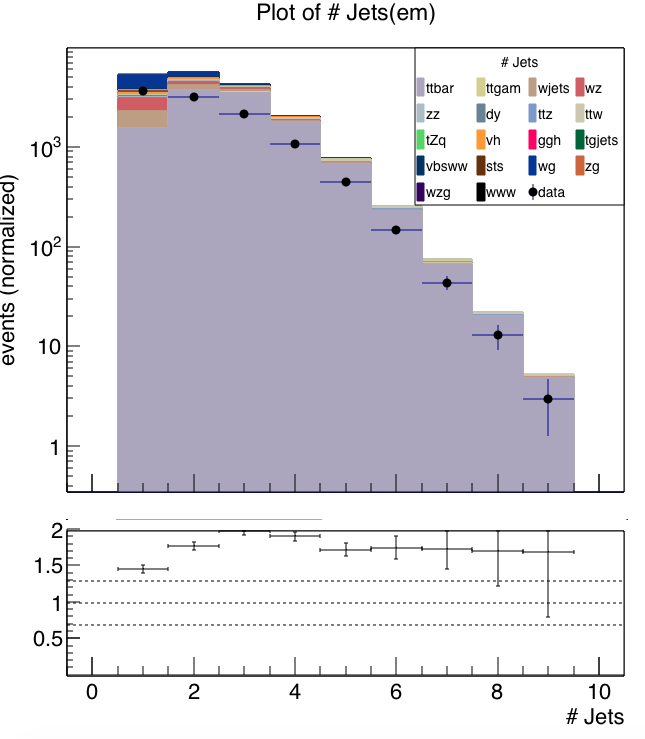 Plot of # Jets(em)
events (normalized)
# Jets
ttbar ttgam wjets wz
zz dy ttz ttw
tZq vh ggh tgjets
vbsww sts wg zg
wzg www data
10³
10²
10
1
2
1.5
1
0.5
0 2 4 6 8 10
# Jets